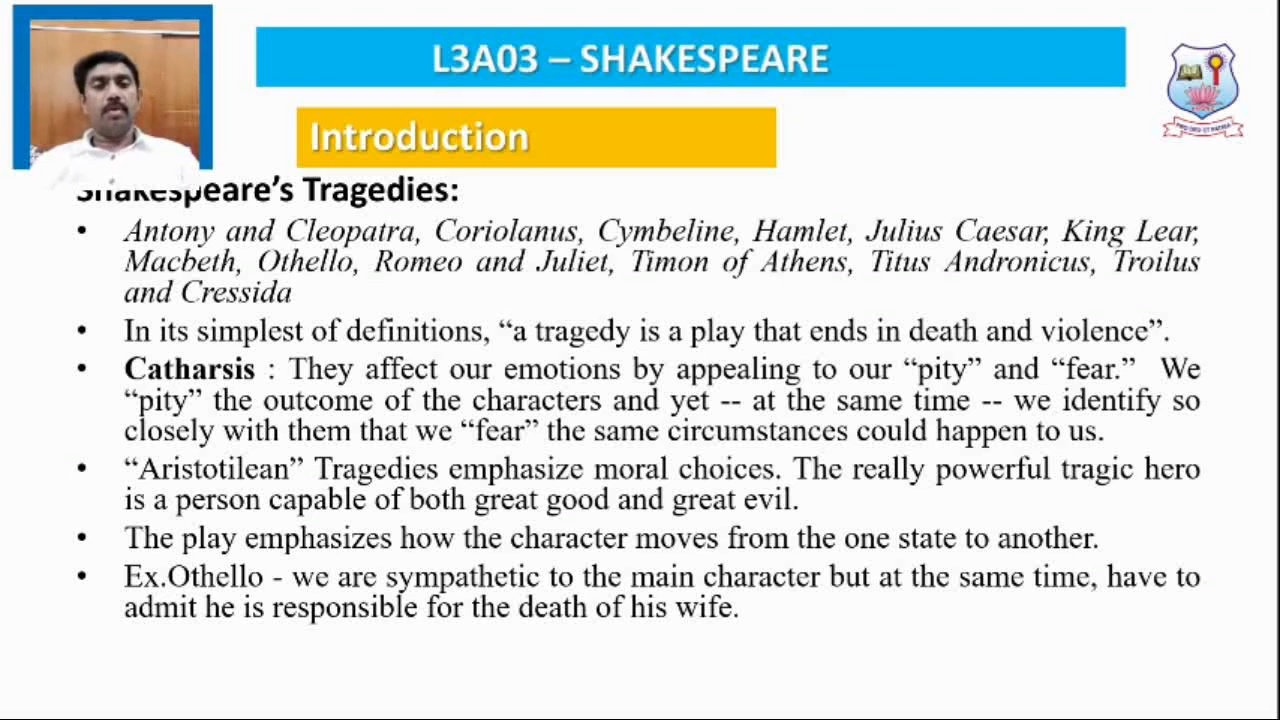 L3A03 – SHAKESPEARE
Introduction
Shakespeare’s Tragedies:
• Antony and Cleopatra, Coriolanus, Cymbeline, Hamlet, Julius Caesar, King Lear,
Macbeth, Othello, Romeo and Juliet, Timon of Athens, Titus Andronicus, Troilus
and Cressida
• In its simplest of definitions, “a tragedy is a play that ends in death and violence”.
• Catharsis : They affect our emotions by appealing to our “pity” and “fear.” We
“pity” the outcome of the characters and yet -- at the same time -- we identify so
closely with them that we “fear” the same circumstances could happen to us.
• “Aristotilean” Tragedies emphasize moral choices. The really powerful tragic hero
is a person capable of both great good and great evil.
• The play emphasizes how the character moves from the one state to another.
• Ex.Othello - we are sympathetic to the main character but at the same time, have to
admit he is responsible for the death of his wife.